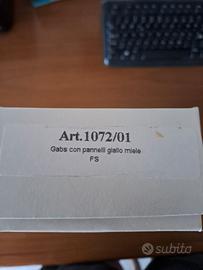 Art.1072/01
Gabs con pannelli giallo miele
FS
subito